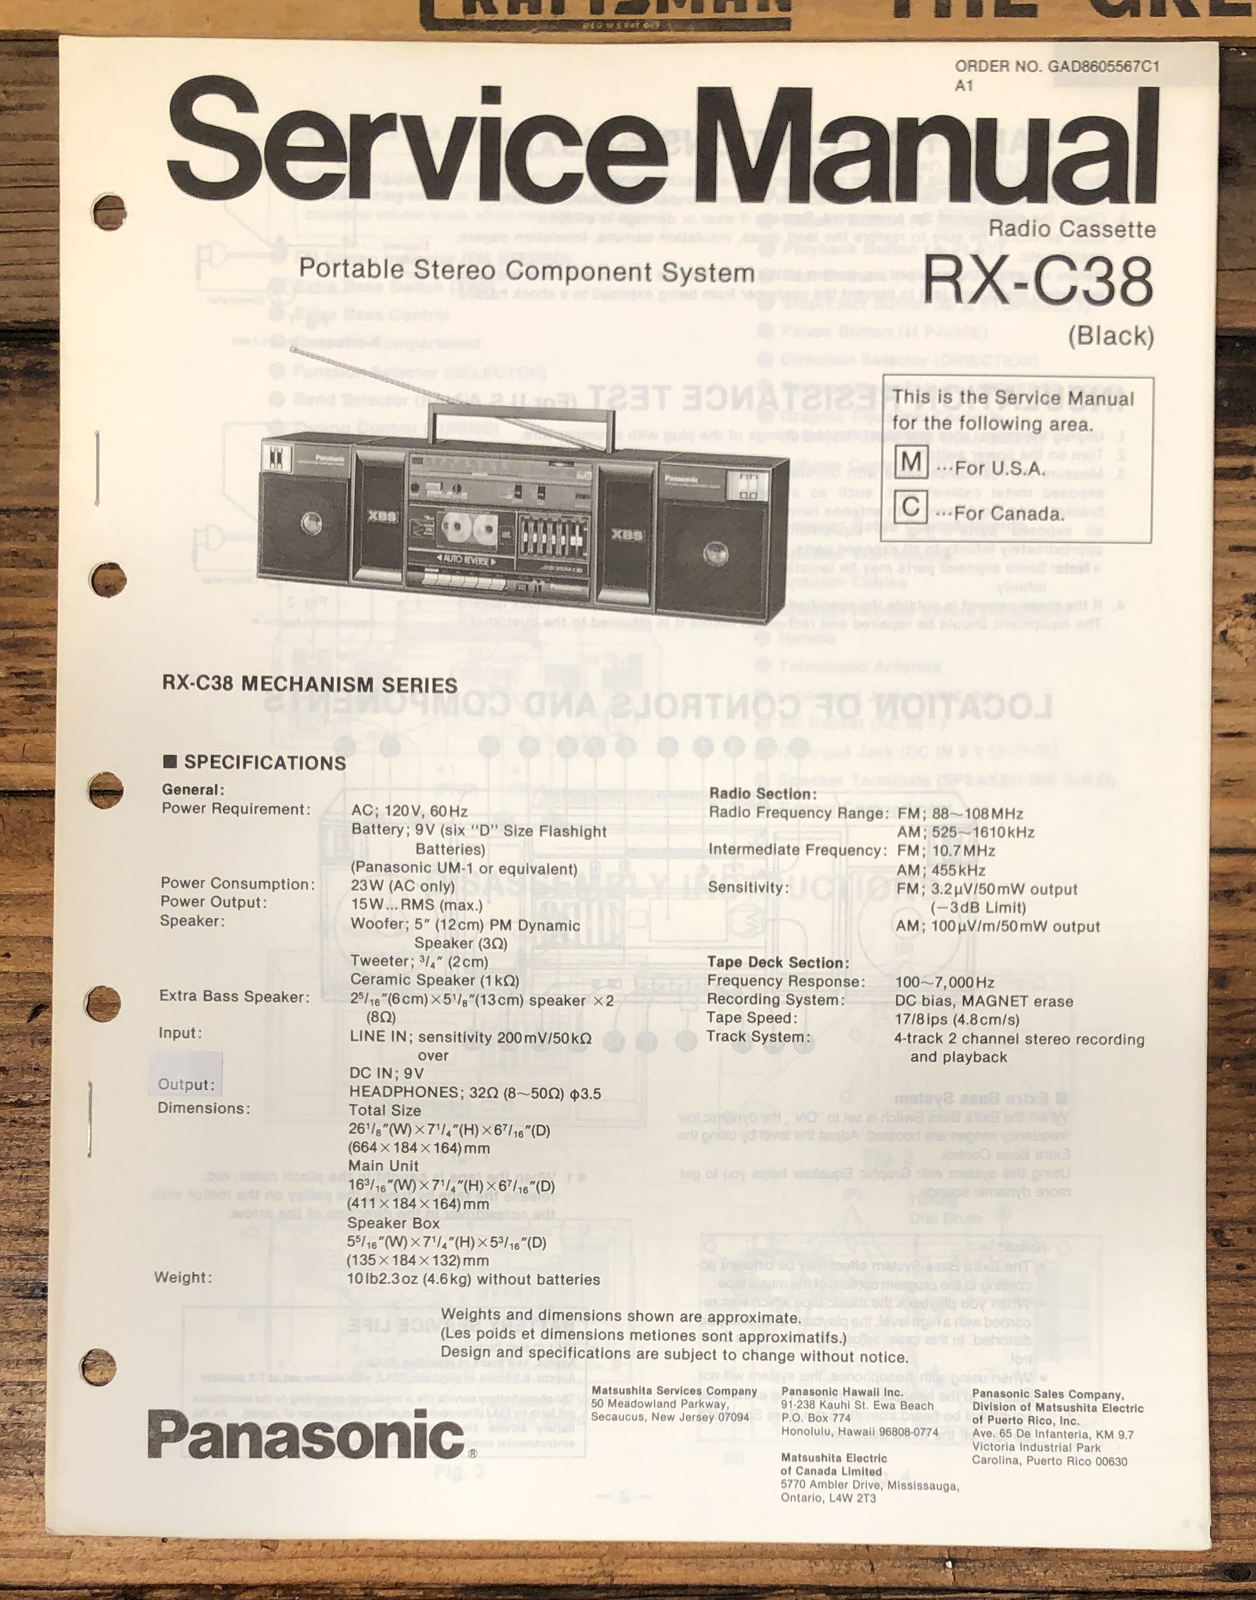 CRAFTSMAN THE GRE
ORDER NO. GAD8605567C1
A1
Service Manual
Radio Cassette
Portable Stereo Component System
RX-C38
(Black)
This is the Service Manual
for the following area.
M ...For U.S.A.
C ...For Canada.
Panasonic
Panasonic
XBS
XBS
◀ AUTO REVERSE ▶
RX-C38 MECHANISM SERIES
■ SPECIFICATIONS
General:
Power Requirement: AC; 120V, 60Hz
Battery; 9V (six “D” Size Flashight
Batteries)
(Panasonic UM-1 or equivalent)
Power Consumption: 23W (AC only)
Power Output: 15W...RMS (max.)
Speaker: Woofer; 5″ (12cm) PM Dynamic
Speaker (3Ω)
Tweeter; 3/4″ (2cm)
Ceramic Speaker (1kΩ)
Extra Bass Speaker: 2 5/16″(6cm)×5 1/8″(13cm) speaker ×2
(8Ω)
Input: LINE IN; sensitivity 200mV/50kΩ
over
DC IN; 9V
Output: HEADPHONES; 32Ω (8~50Ω) φ3.5
Dimensions: Total Size
26 1/8″(W)×7 1/4″(H)×6 7/16″(D)
(664×184×164)mm
Main Unit
16 3/16″(W)×7 1/4″(H)×6 7/16″(D)
(411×184×164)mm
Speaker Box
5 5/16″(W)×7 1/4″(H)×5 3/16″(D)
(135×184×132)mm
Weight: 10lb2.3oz (4.6kg) without batteries
Radio Section:
Radio Frequency Range: FM; 88~108MHz
AM; 525~1610kHz
Intermediate Frequency: FM; 10.7MHz
AM; 455kHz
Sensitivity: FM; 3.2μV/50mW output
(−3dB Limit)
AM; 100μV/m/50mW output
Tape Deck Section:
Frequency Response: 100~7,000Hz
Recording System: DC bias, MAGNET erase
Tape Speed: 17/8ips (4.8cm/s)
Track System: 4-track 2 channel stereo recording
and playback
Weights and dimensions shown are approximate.
(Les poids et dimensions metiones sont approximatifs.)
Design and specifications are subject to change without notice.
Panasonic®
Matsushita Services Company
50 Meadowland Parkway,
Secaucus, New Jersey 07094
Panasonic Hawaii Inc.
91-238 Kauhi St. Ewa Beach
P.O. Box 774
Honolulu, Hawaii 96808-0774
Matsushita Electric
of Canada Limited
5770 Ambler Drive, Mississauga,
Ontario, L4W 2T3
Panasonic Sales Company,
Division of Matsushita Electric
of Puerto Rico, Inc.
Ave. 65 De Infanteria, KM 9.7
Victoria Industrial Park
Carolina, Puerto Rico 00630